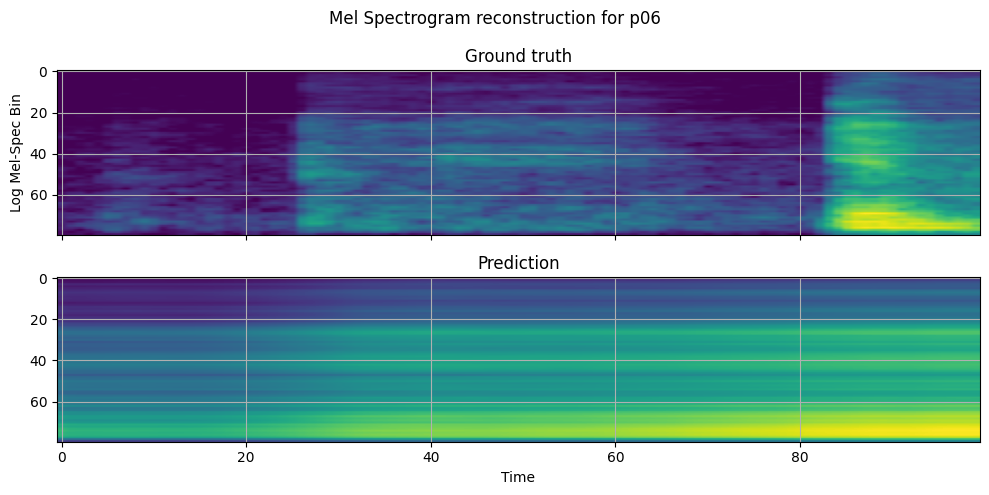 Mel Spectrogram reconstruction for p06
Ground truth
Log Mel-Spec Bin
0
20
40
60
Prediction
0
20
40
60
0 20 40 60 80
Time